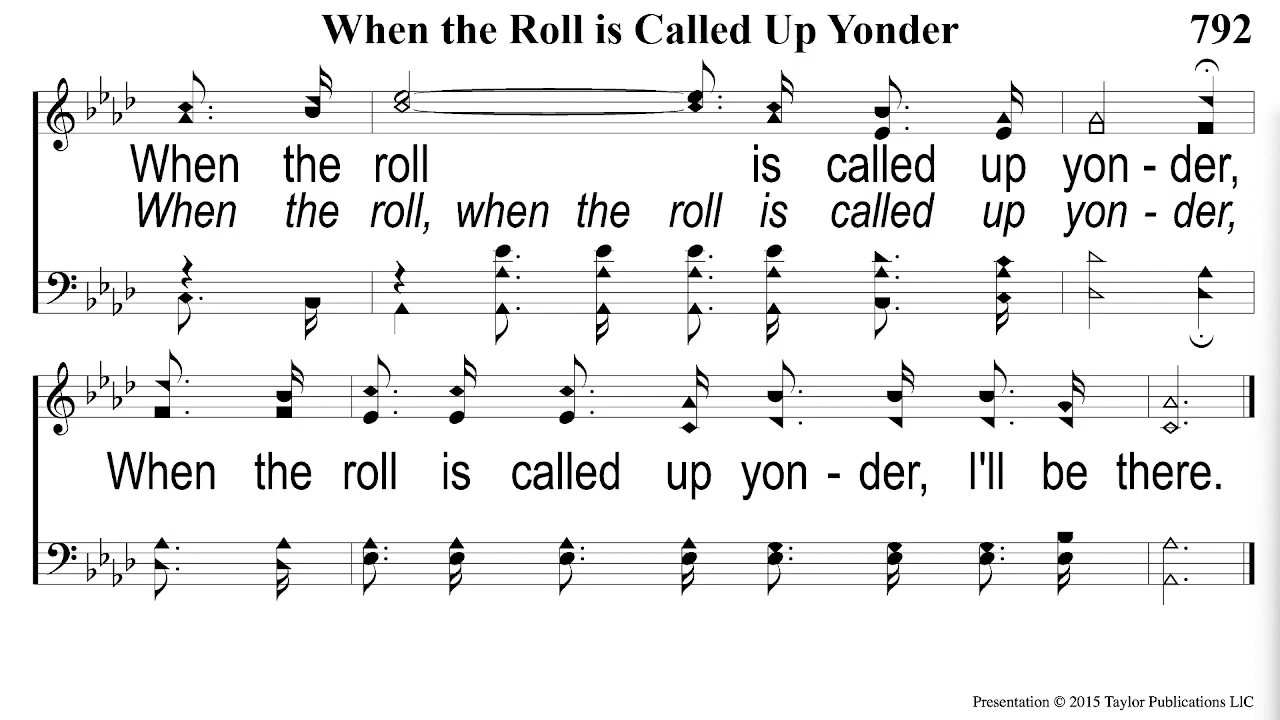 When the Roll is Called Up Yonder 792
When the roll is called up yon - der,
When the roll, when the roll is called up yon - der,
When the roll is called up yon - der, I'll be there.
Presentation © 2015 Taylor Publications LLC